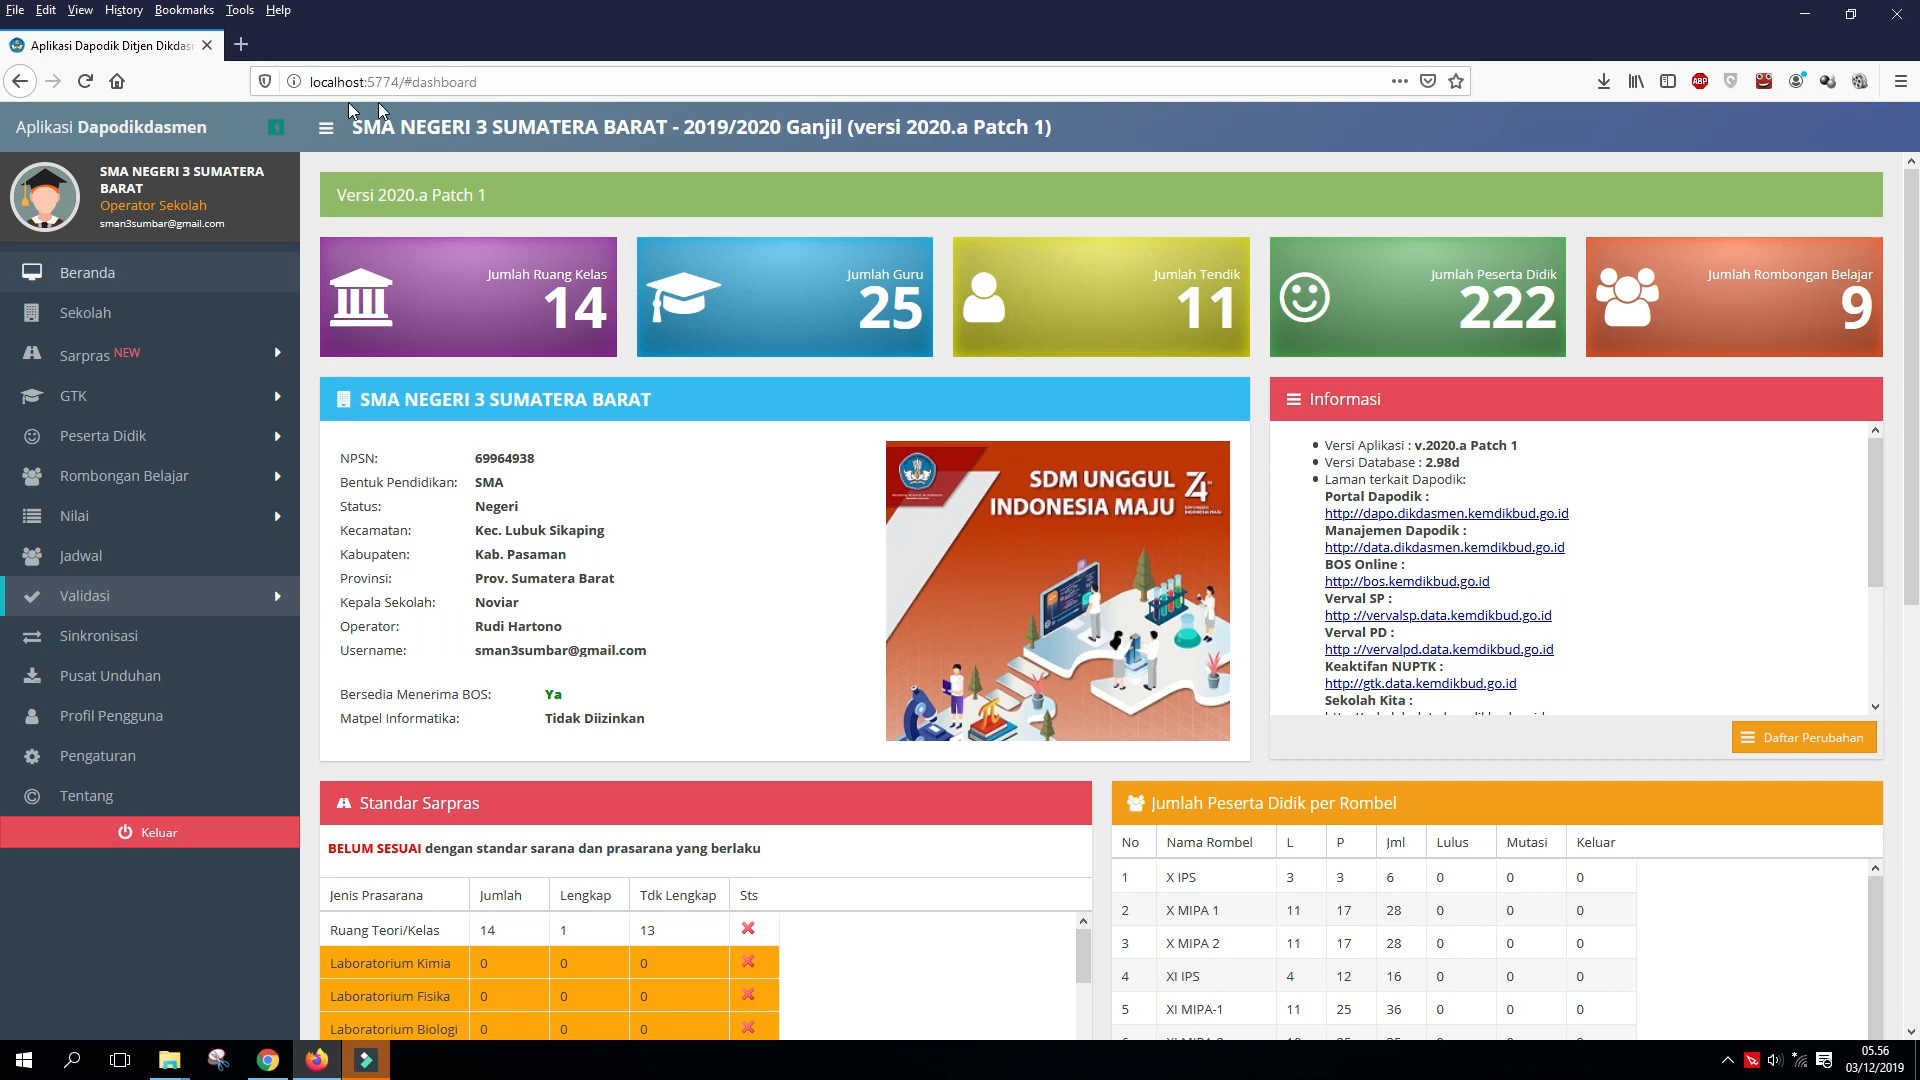 File Edit View History Bookmarks Tools Help
Aplikasi Dapodik Ditjen Dikdas
localhost:5774/#dashboard
ABP
Aplikasi Dapodikdasmen
SMA NEGERI 3 SUMATERA BARAT - 2019/2020 Ganjil (versi 2020.a Patch 1)
SMA NEGERI 3 SUMATERA
BARAT
Operator Sekolah
sman3sumbar@gmail.com
Beranda
Sekolah
Sarpras NEW
GTK
Peserta Didik
Rombongan Belajar
Nilai
Jadwal
Validasi
Sinkronisasi
Pusat Unduhan
Profil Pengguna
Pengaturan
Tentang
Keluar
Versi 2020.a Patch 1
Jumlah Ruang Kelas
14
Jumlah Guru
25
Jumlah Tendik
11
Jumlah Peserta Didik
222
Jumlah Rombongan Belajar
9
SMA NEGERI 3 SUMATERA BARAT
NPSN: 69964938
Bentuk Pendidikan: SMA
Status: Negeri
Kecamatan: Kec. Lubuk Sikaping
Kabupaten: Kab. Pasaman
Provinsi: Prov. Sumatera Barat
Kepala Sekolah: Noviar
Operator: Rudi Hartono
Username: sman3sumbar@gmail.com
Bersedia Menerima BOS: Ya
Matpel Informatika: Tidak Diizinkan
SDM UNGGUL
INDONESIA MAJU
74
Informasi
Versi Aplikasi : v.2020.a Patch 1
Versi Database : 2.98d
Laman terkait Dapodik:
Portal Dapodik :
http://dapo.dikdasmen.kemdikbud.go.id
Manajemen Dapodik :
http://data.dikdasmen.kemdikbud.go.id
BOS Online :
http://bos.kemdikbud.go.id
Verval SP :
http ://vervalsp.data.kemdikbud.go.id
Verval PD :
http ://vervalpd.data.kemdikbud.go.id
Keaktifan NUPTK :
http://gtk.data.kemdikbud.go.id
Sekolah Kita :
Daftar Perubahan
Standar Sarpras
BELUM SESUAI dengan standar sarana dan prasarana yang berlaku
Jenis Prasarana Jumlah Lengkap Tdk Lengkap Sts
Ruang Teori/Kelas 14 1 13
Laboratorium Kimia 0 0 0
Laboratorium Fisika 0 0 0
Laboratorium Biologi 0 0 0
Jumlah Peserta Didik per Rombel
No Nama Rombel L P Jml Lulus Mutasi Keluar
1 X IPS 3 3 6 0 0 0
2 X MIPA 1 11 17 28 0 0 0
3 X MIPA 2 11 17 28 0 0 0
4 XI IPS 4 12 16 0 0 0
5 XI MIPA-1 11 25 36 0 0 0
05.56
03/12/2019